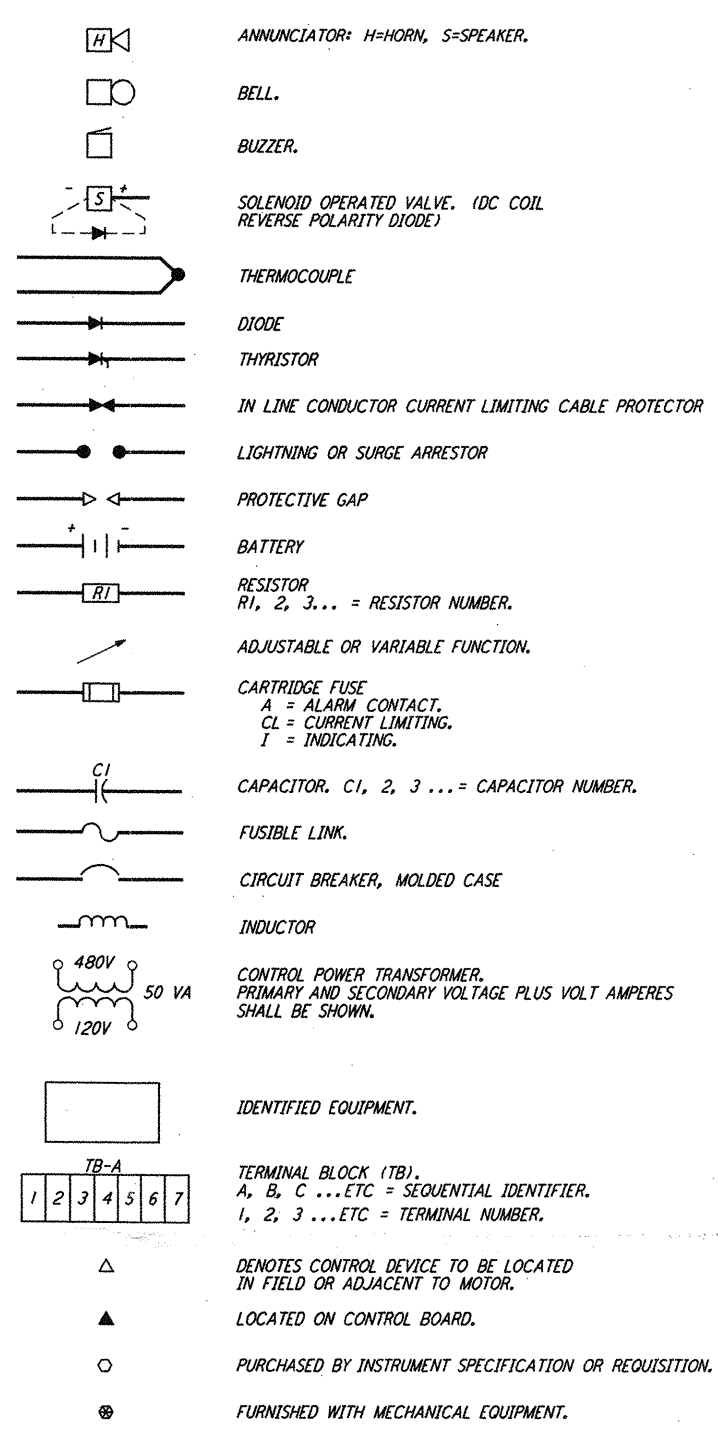 H ANNUNCIATOR: H=HORN, S=SPEAKER.
BELL.
BUZZER.
- S + SOLENOID OPERATED VALVE. (DC COIL
REVERSE POLARITY DIODE)
THERMOCOUPLE
DIODE
THYRISTOR
IN LINE CONDUCTOR CURRENT LIMITING CABLE PROTECTOR
LIGHTNING OR SURGE ARRESTOR
PROTECTIVE GAP
+ -
BATTERY
RESISTOR
R1 R1, 2, 3... = RESISTOR NUMBER.
ADJUSTABLE OR VARIABLE FUNCTION.
CARTRIDGE FUSE
A = ALARM CONTACT.
CL = CURRENT LIMITING.
I = INDICATING.
C1
CAPACITOR. C1, 2, 3 ...= CAPACITOR NUMBER.
FUSIBLE LINK.
CIRCUIT BREAKER, MOLDED CASE
INDUCTOR
480V
50 VA
120V
CONTROL POWER TRANSFORMER.
PRIMARY AND SECONDARY VOLTAGE PLUS VOLT AMPERES
SHALL BE SHOWN.
IDENTIFIED EQUIPMENT.
TB-A
1 2 3 4 5 6 7
TERMINAL BLOCK (TB).
A, B, C ...ETC = SEQUENTIAL IDENTIFIER.
1, 2, 3 ...ETC = TERMINAL NUMBER.
DENOTES CONTROL DEVICE TO BE LOCATED
IN FIELD OR ADJACENT TO MOTOR.
LOCATED ON CONTROL BOARD.
PURCHASED BY INSTRUMENT SPECIFICATION OR REQUISITION.
FURNISHED WITH MECHANICAL EQUIPMENT.